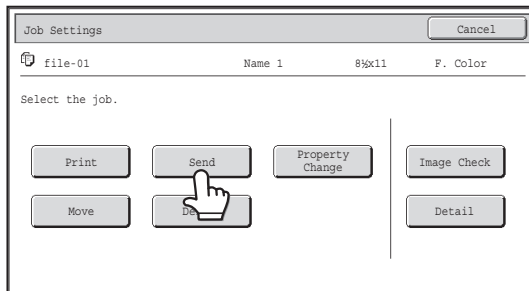 Job Settings Cancel
file-01 Name 1 8½x11 F. Color
Select the job.
Print Send Property Change Image Check
Move Detail